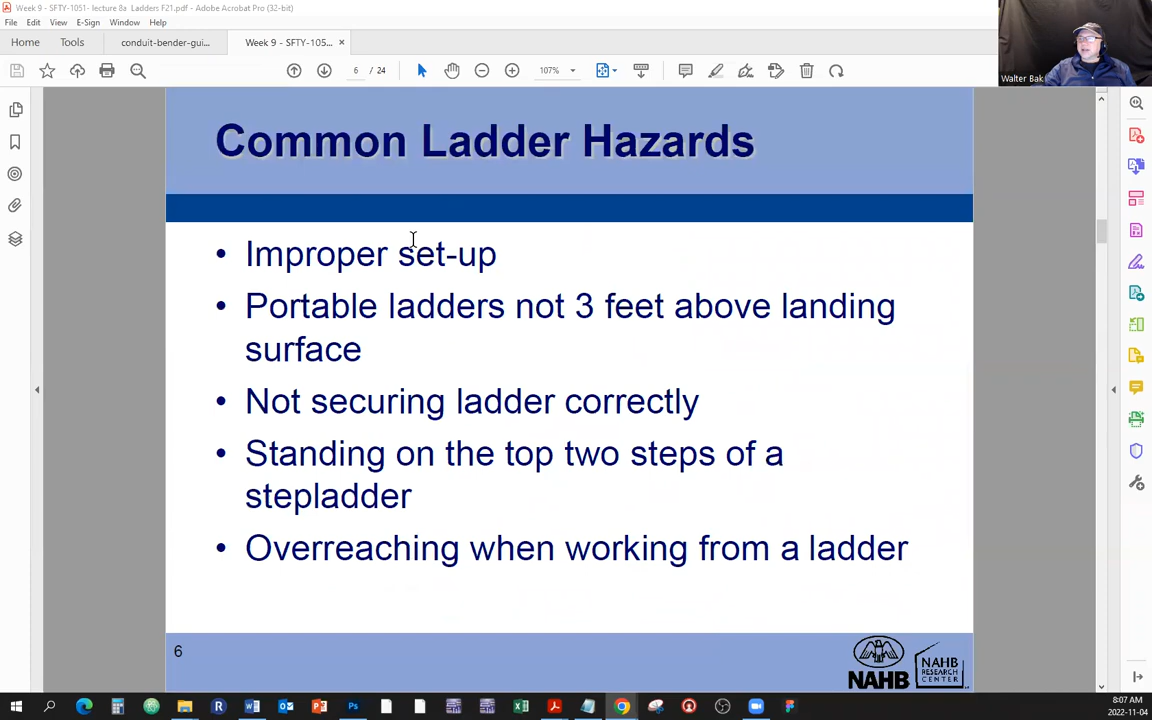 Week 9 - SFTY-1051- lecture 8a Ladders F21.pdf - Adobe Acrobat Pro (32-bit)
File Edit View E-Sign Window Help
Home Tools conduit-bender-gui... Week 9 - SFTY-105... ×
6 / 24 107%
Walter Bak
Common Ladder Hazards
• Improper set-up
• Portable ladders not 3 feet above landing
surface
• Not securing ladder correctly
• Standing on the top two steps of a
stepladder
• Overreaching when working from a ladder
6
NAHB
NAHB
RESEARCH
CENTER
8:07 AM
2022-11-04